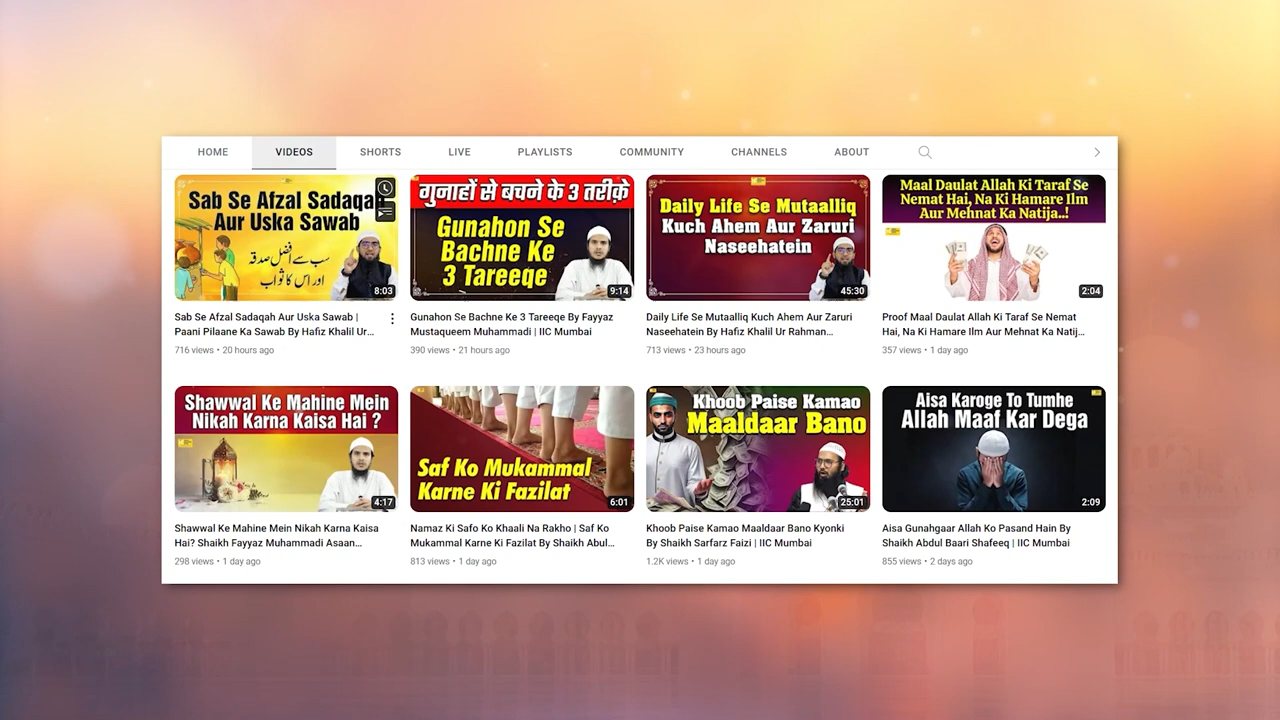 HOME VIDEOS SHORTS LIVE PLAYLISTS COMMUNITY CHANNELS ABOUT
Sab Se Afzal Sadaqah
Aur Uska Sawab
سب سے افضل صدقہ
اور اس کا ثواب
8:03
Sab Se Afzal Sadaqah Aur Uska Sawab |
Paani Pilaane Ka Sawab By Hafiz Khalil Ur...
716 views • 20 hours ago
गुनाहों से बचने के 3 तरीक़े
Gunahon Se
Bachne Ke
3 Tareeqe
9:14
Gunahon Se Bachne Ke 3 Tareeqe By Fayyaz
Mustaqueem Muhammadi | IIC Mumbai
390 views • 21 hours ago
Daily Life Se Mutaalliq
Kuch Ahem Aur Zaruri
Naseehatein
45:30
Daily Life Se Mutaalliq Kuch Ahem Aur Zaruri
Naseehatein By Hafiz Khalil Ur Rahman...
713 views • 23 hours ago
Maal Daulat Allah Ki Taraf Se
Nemat Hai, Na Ki Hamare Ilm
Aur Mehnat Ka Natija..!
2:04
Proof Maal Daulat Allah Ki Taraf Se Nemat
Hai, Na Ki Hamare Ilm Aur Mehnat Ka Natij...
357 views • 1 day ago
Shawwal Ke Mahine Mein
Nikah Karna Kaisa Hai ?
4:17
Shawwal Ke Mahine Mein Nikah Karna Kaisa
Hai? Shaikh Fayyaz Muhammadi Asaan...
298 views • 1 day ago
Saf Ko Mukammal
Karne Ki Fazilat
6:01
Namaz Ki Safo Ko Khaali Na Rakho | Saf Ko
Mukammal Karne Ki Fazilat By Shaikh Abul...
813 views • 1 day ago
Khoob Paise Kamao
Maaldaar Bano
25:01
Khoob Paise Kamao Maaldaar Bano Kyonki
By Shaikh Sarfarz Faizi | IIC Mumbai
1.2K views • 1 day ago
Aisa Karoge To Tumhe
Allah Maaf Kar Dega
2:09
Aisa Gunahgaar Allah Ko Pasand Hain By
Shaikh Abdul Baari Shafeeq | IIC Mumbai
855 views • 2 days ago